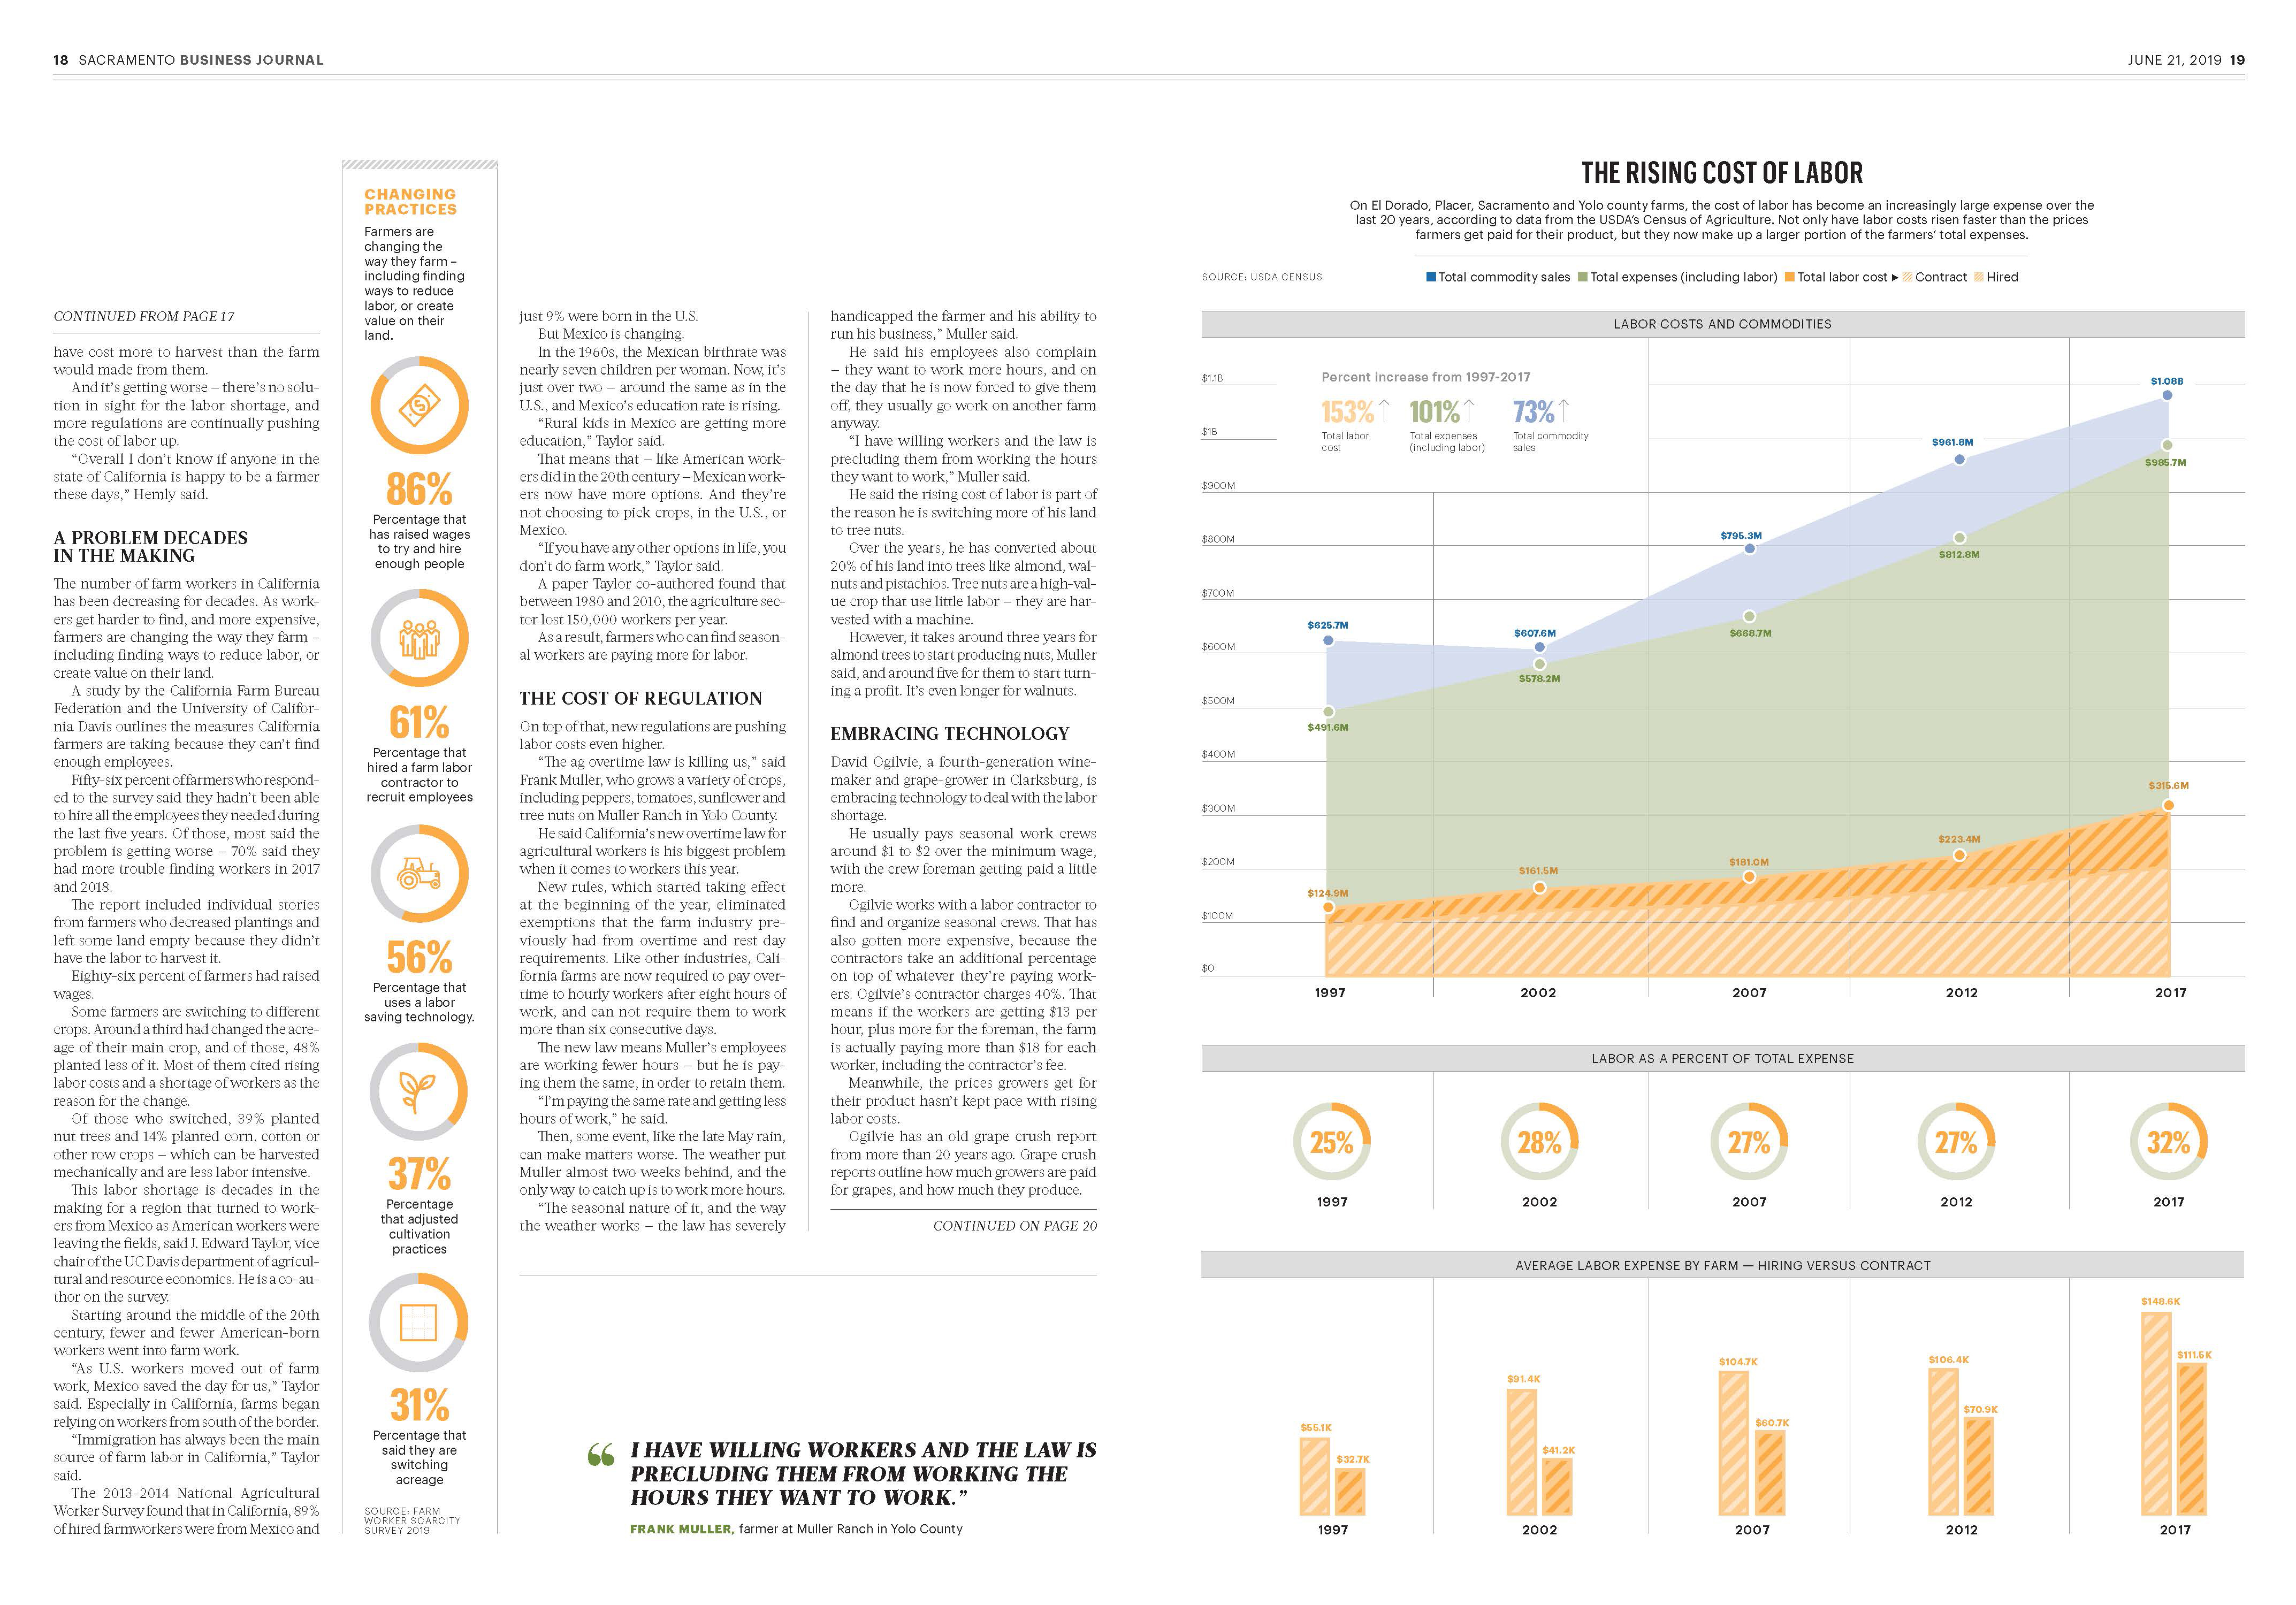 18 SACRAMENTO BUSINESS JOURNAL
JUNE 21, 2019 19
CONTINUED FROM PAGE 17
have cost more to harvest than the farm
would made from them.
And it's getting worse – there's no solu-
tion in sight for the labor shortage, and
more regulations are continually pushing
the cost of labor up.
“Overall I don't know if anyone in the
state of California is happy to be a farmer
these days,” Hemly said.
A PROBLEM DECADES
IN THE MAKING
The number of farm workers in California
has been decreasing for decades. As work-
ers get harder to find, and more expensive,
farmers are changing the way they farm –
including finding ways to reduce labor, or
create value on their land.
A study by the California Farm Bureau
Federation and the University of Califor-
nia Davis outlines the measures California
farmers are taking because they can't find
enough employees.
Fifty-six percent of farmers who respond-
ed to the survey said they hadn't been able
to hire all the employees they needed during
the last five years. Of those, most said the
problem is getting worse – 70% said they
had more trouble finding workers in 2017
and 2018.
The report included individual stories
from farmers who decreased plantings and
left some land empty because they didn't
have the labor to harvest it.
Eighty-six percent of farmers had raised
wages.
Some farmers are switching to different
crops. Around a third had changed the acre-
age of their main crop, and of those, 48%
planted less of it. Most of them cited rising
labor costs and a shortage of workers as the
reason for the change.
Of those who switched, 39% planted
nut trees and 14% planted corn, cotton or
other row crops – which can be harvested
mechanically and are less labor intensive.
This labor shortage is decades in the
making for a region that turned to work-
ers from Mexico as American workers were
leaving the fields, said J. Edward Taylor, vice
chair of the UC Davis department of agricul-
tural and resource economics. He is a co-au-
thor on the survey.
Starting around the middle of the 20th
century, fewer and fewer American-born
workers went into farm work.
“As U.S. workers moved out of farm
work, Mexico saved the day for us,” Taylor
said. Especially in California, farms began
relying on workers from south of the border.
“Immigration has always been the main
source of farm labor in California,” Taylor
said.
The 2013-2014 National Agricultural
Worker Survey found that in California, 89%
of hired farmworkers were from Mexico and
CHANGING
PRACTICES
Farmers are
changing the
way they farm –
including finding
ways to reduce
labor, or create
value on their
land.
86%
Percentage that
has raised wages
to try and hire
enough people
61%
Percentage that
hired a farm labor
contractor to
recruit employees
56%
Percentage that
uses a labor
saving technology.
37%
Percentage
that adjusted
cultivation
practices
31%
Percentage that
said they are
switching
acreage
SOURCE: FARM
WORKER SCARCITY
SURVEY 2019
just 9% were born in the U.S.
But Mexico is changing.
In the 1960s, the Mexican birthrate was
nearly seven children per woman. Now, it's
just over two – around the same as in the
U.S., and Mexico's education rate is rising.
“Rural kids in Mexico are getting more
education,” Taylor said.
That means that – like American work-
ers did in the 20th century – Mexican work-
ers now have more options. And they're
not choosing to pick crops, in the U.S., or
Mexico.
“If you have any other options in life, you
don't do farm work,” Taylor said.
A paper Taylor co-authored found that
between 1980 and 2010, the agriculture sec-
tor lost 150,000 workers per year.
As a result, farmers who can find season-
al workers are paying more for labor.
THE COST OF REGULATION
On top of that, new regulations are pushing
labor costs even higher.
“The ag overtime law is killing us,” said
Frank Muller, who grows a variety of crops,
including peppers, tomatoes, sunflower and
tree nuts on Muller Ranch in Yolo County.
He said California's new overtime law for
agricultural workers is his biggest problem
when it comes to workers this year.
New rules, which started taking effect
at the beginning of the year, eliminated
exemptions that the farm industry pre-
viously had from overtime and rest day
requirements. Like other industries, Cali-
fornia farms are now required to pay over-
time to hourly workers after eight hours of
work, and can not require them to work
more than six consecutive days.
The new law means Muller's employees
are working fewer hours – but he is pay-
ing them the same, in order to retain them.
“I'm paying the same rate and getting less
hours of work,” he said.
Then, some event, like the late May rain,
can make matters worse. The weather put
Muller almost two weeks behind, and the
only way to catch up is to work more hours.
“The seasonal nature of it, and the way
the weather works – the law has severely
handicapped the farmer and his ability to
run his business,” Muller said.
He said his employees also complain
– they want to work more hours, and on
the day that he is now forced to give them
off, they usually go work on another farm
anyway.
“I have willing workers and the law is
precluding them from working the hours
they want to work,” Muller said.
He said the rising cost of labor is part of
the reason he is switching more of his land
to tree nuts.
Over the years, he has converted about
20% of his land into trees like almond, wal-
nuts and pistachios. Tree nuts are a high-val-
ue crop that use little labor – they are har-
vested with a machine.
However, it takes around three years for
almond trees to start producing nuts, Muller
said, and around five for them to start turn-
ing a profit. It's even longer for walnuts.
EMBRACING TECHNOLOGY
David Ogilvie, a fourth-generation wine-
maker and grape-grower in Clarksburg, is
embracing technology to deal with the labor
shortage.
He usually pays seasonal work crews
around $1 to $2 over the minimum wage,
with the crew foreman getting paid a little
more.
Ogilvie works with a labor contractor to
find and organize seasonal crews. That has
also gotten more expensive, because the
contractors take an additional percentage
on top of whatever they're paying work-
ers. Ogilvie's contractor charges 40%. That
means if the workers are getting $13 per
hour, plus more for the foreman, the farm
is actually paying more than $18 for each
worker, including the contractor's fee.
Meanwhile, the prices growers get for
their product hasn't kept pace with rising
labor costs.
Ogilvie has an old grape crush report
from more than 20 years ago. Grape crush
reports outline how much growers are paid
for grapes, and how much they produce.
CONTINUED ON PAGE 20
“I HAVE WILLING WORKERS AND THE LAW IS
PRECLUDING THEM FROM WORKING THE
HOURS THEY WANT TO WORK.”
FRANK MULLER, farmer at Muller Ranch in Yolo County
THE RISING COST OF LABOR
On El Dorado, Placer, Sacramento and Yolo county farms, the cost of labor has become an increasingly large expense over the
last 20 years, according to data from the USDA's Census of Agriculture. Not only have labor costs risen faster than the prices
farmers get paid for their product, but they now make up a larger portion of the farmers' total expenses.
SOURCE: USDA CENSUS
Total commodity sales Total expenses (including labor) Total labor cost ▸ Contract Hired
LABOR COSTS AND COMMODITIES
Percent increase from 1997-2017
153% 101% 73%
Total labor
cost
Total expenses
(including labor)
Total commodity
sales
$1.1B
$1B
$900M
$800M
$700M
$600M
$500M
$400M
$300M
$200M
$100M
$0
$625.7M
$607.6M
$795.3M
$961.8M
$1.08B
$491.6M
$578.2M
$668.7M
$812.8M
$985.7M
$124.9M
$161.5M
$181.0M
$223.4M
$315.6M
1997 2002 2007 2012 2017
LABOR AS A PERCENT OF TOTAL EXPENSE
25% 28% 27% 27% 32%
1997 2002 2007 2012 2017
AVERAGE LABOR EXPENSE BY FARM — HIRING VERSUS CONTRACT
$55.1K $32.7K
$91.4K $41.2K
$104.7K $60.7K
$106.4K $70.9K
$148.6K $111.5K
1997 2002 2007 2012 2017